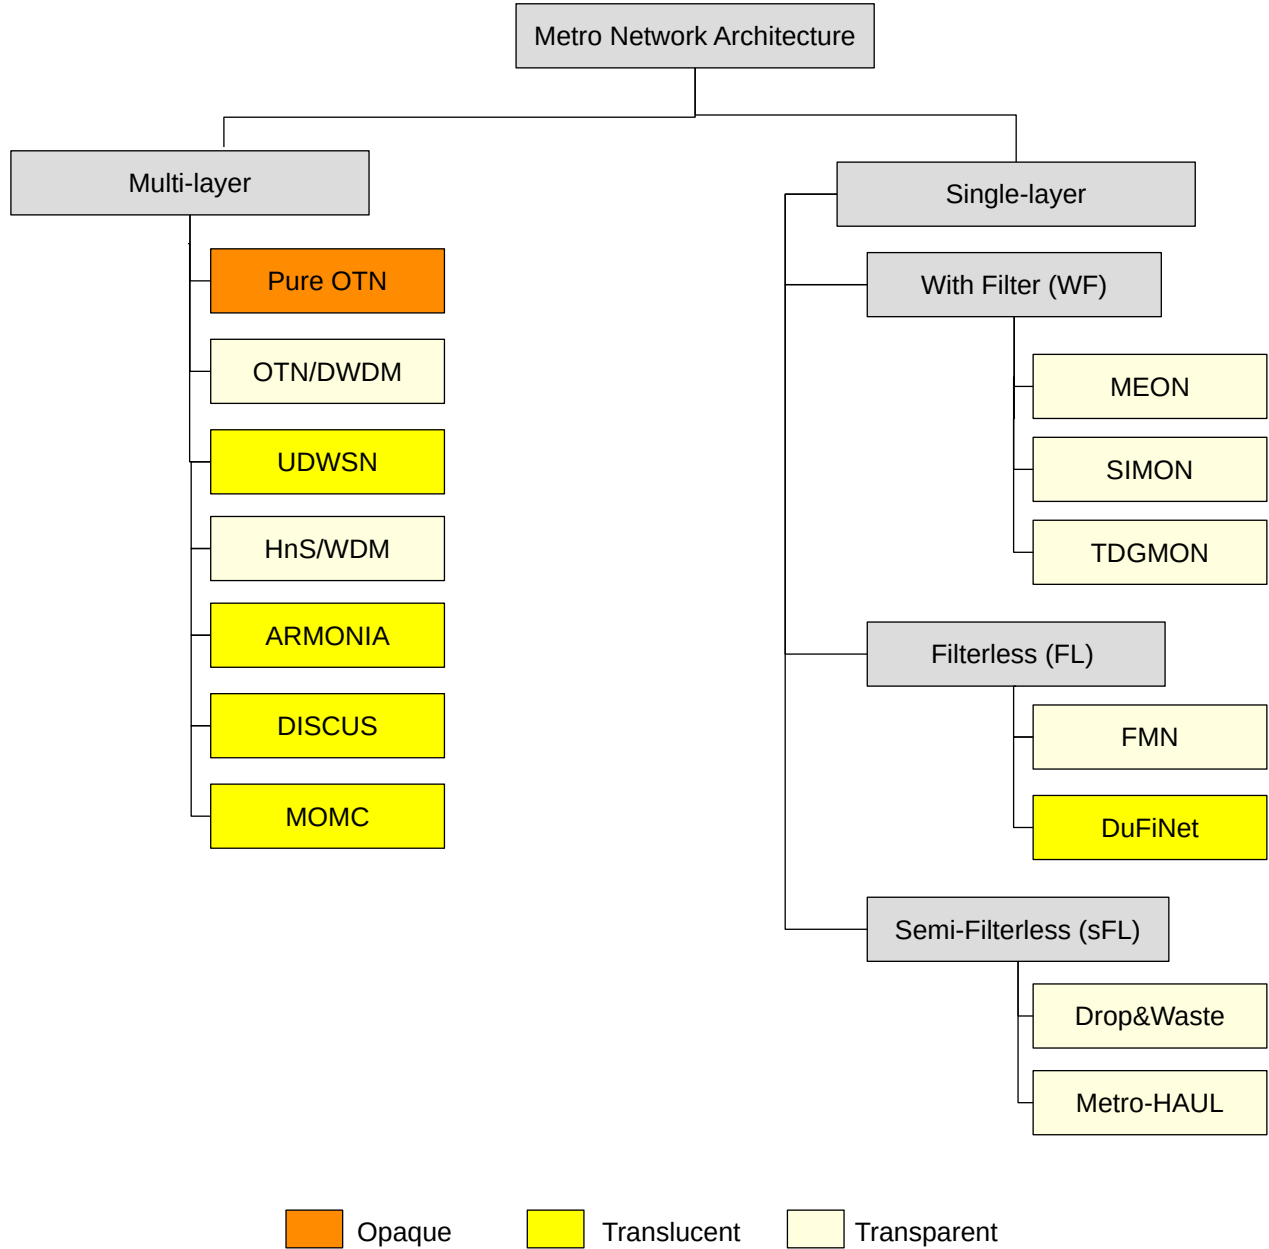 Metro Network Architecture
Multi-layer
Pure OTN
OTN/DWDM
UDWSN
HnS/WDM
ARMONIA
DISCUS
MOMC
Single-layer
With Filter (WF)
MEON
SIMON
TDGMON
Filterless (FL)
FMN
DuFiNet
Semi-Filterless (sFL)
Drop&Waste
Metro-HAUL
Opaque
Translucent
Transparent